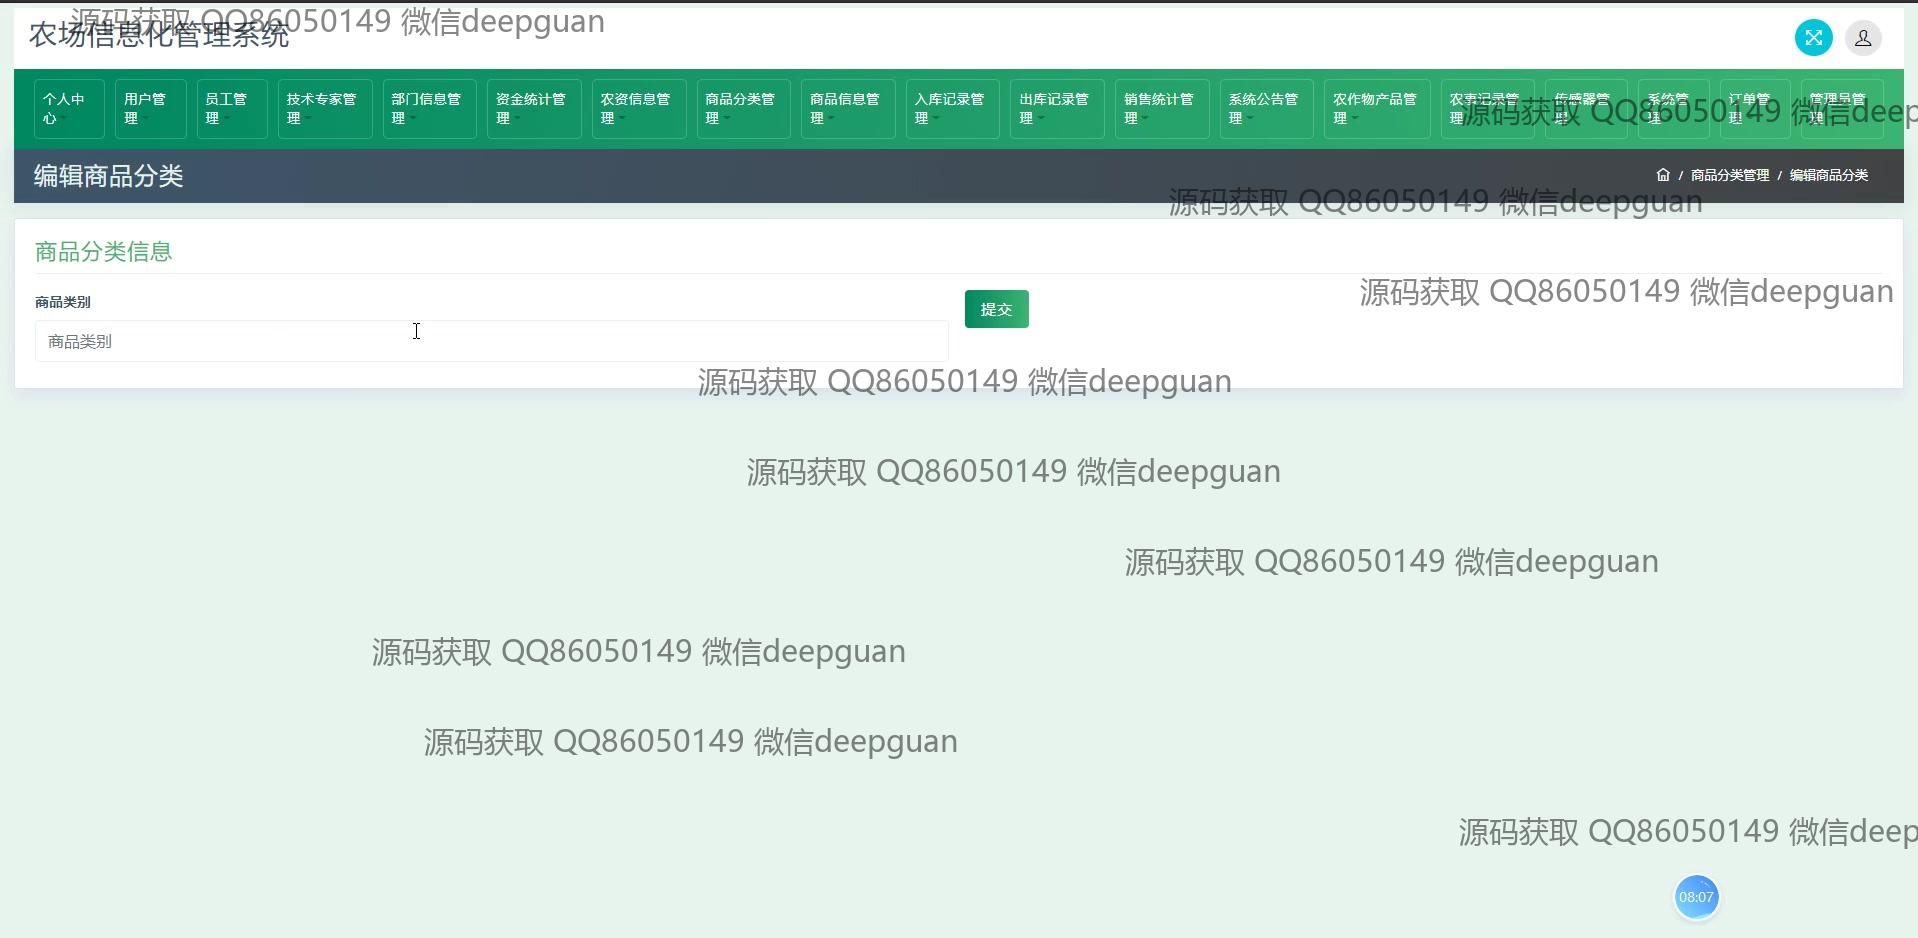 源码获取 QQ86050149 微信deepguan
农场信息化管理系统
个人中心
用户管理
员工管理
技术专家管理
部门信息管理
资金统计管理
农资信息管理
商品分类管理
商品信息管理
入库记录管理
出库记录管理
销售统计管理
系统公告管理
农作物产品管理
农事记录管理
传感器管理
系统管理
订单管理
管理员管理
源码获取 QQ86050149 微信deep
编辑商品分类
/ 商品分类管理 / 编辑商品分类
源码获取 QQ86050149 微信deepguan
商品分类信息
源码获取 QQ86050149 微信deepguan
商品类别
提交
商品类别
源码获取 QQ86050149 微信deepguan
源码获取 QQ86050149 微信deepguan
源码获取 QQ86050149 微信deepguan
源码获取 QQ86050149 微信deepguan
源码获取 QQ86050149 微信deepguan
源码获取 QQ86050149 微信deep
08:07